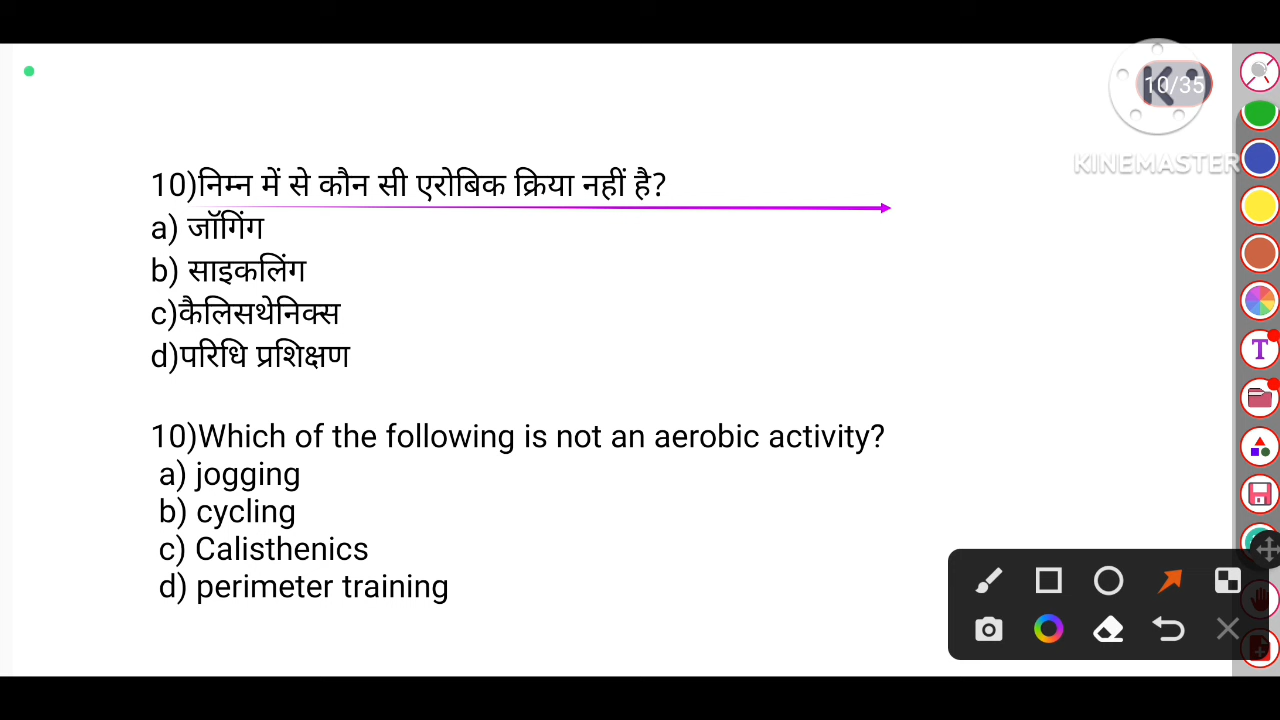 10/35
KINEMASTER
10)निम्न में से कौन सी एरोबिक क्रिया नहीं है?
a) जॉगिंग
b) साइकलिंग
c)कैलिसथेनिक्स
d)परिधि प्रशिक्षण
10)Which of the following is not an aerobic activity?
a) jogging
b) cycling
c) Calisthenics
d) perimeter training
T